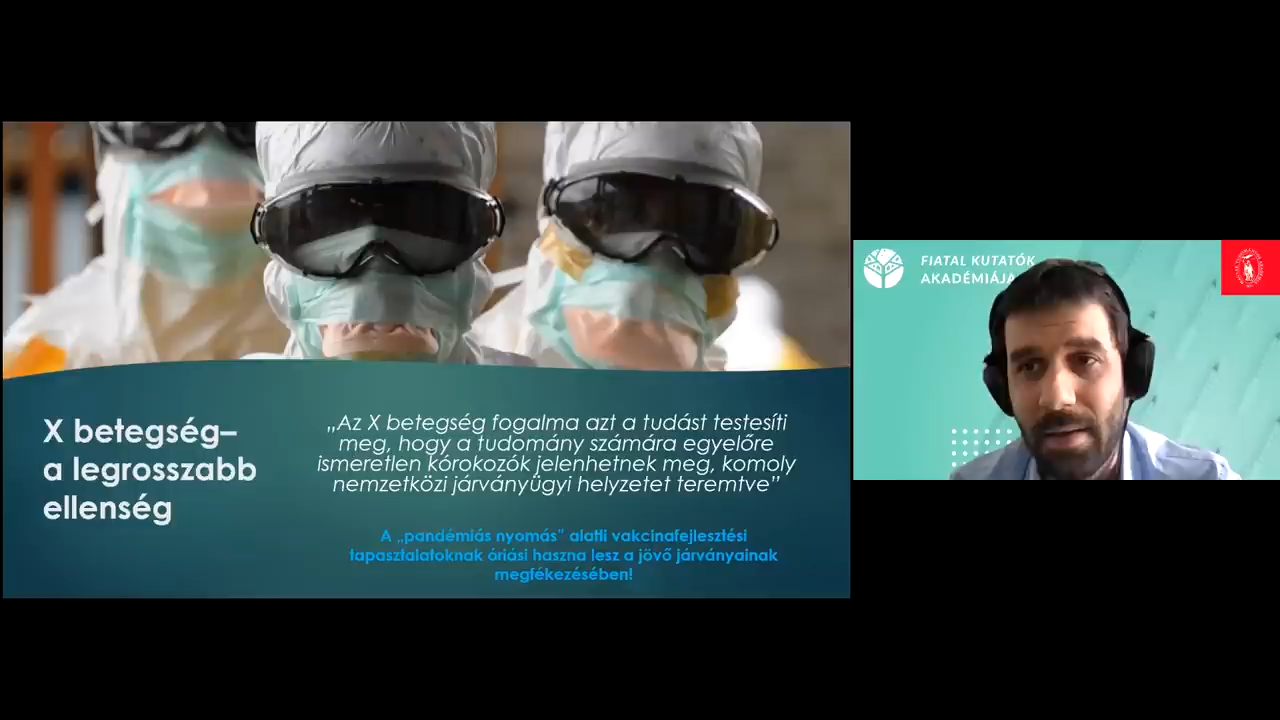 X betegség–
a legrosszabb
ellenség
„Az X betegség fogalma azt a tudást testesíti
meg, hogy a tudomány számára egyelőre
ismeretlen kórokozók jelenhetnek meg, komoly
nemzetközi járványügyi helyzetet teremtve”
A „pandémiás nyomás” alatti vakcinafejlesztési
tapasztalatoknak óriási haszna lesz a jövő járványainak
megfékezésében!
FIATAL KUTATÓK
AKADÉMIÁJA